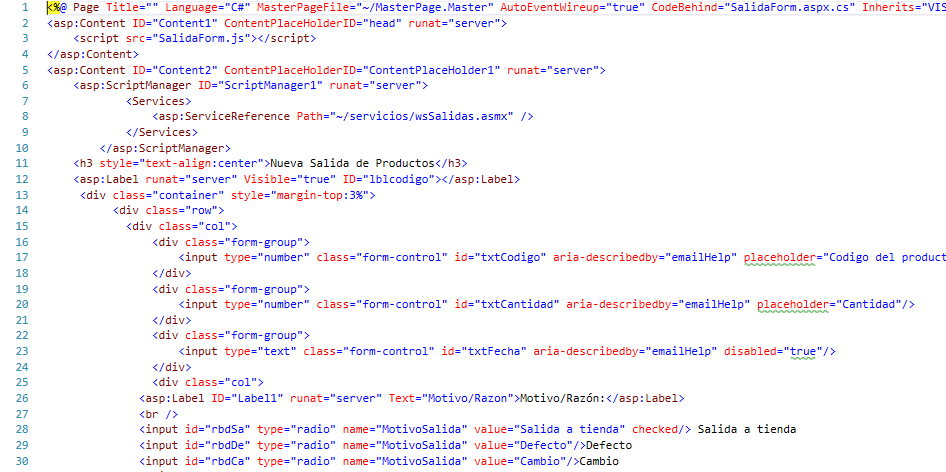 1 <%@ Page Title="" Language="C#" MasterPageFile="~/MasterPage.Master" AutoEventWireup="true" CodeBehind="SalidaForm.aspx.cs" Inherits="VIS
2 <asp:Content ID="Content1" ContentPlaceHolderID="head" runat="server">
3 <script src="SalidaForm.js"></script>
4 </asp:Content>
5 <asp:Content ID="Content2" ContentPlaceHolderID="ContentPlaceHolder1" runat="server">
6 <asp:ScriptManager ID="ScriptManager1" runat="server">
7 <Services>
8 <asp:ServiceReference Path="~/servicios/wsSalidas.asmx" />
9 </Services>
10 </asp:ScriptManager>
11 <h3 style="text-align:center">Nueva Salida de Productos</h3>
12 <asp:Label runat="server" Visible="true" ID="lblcodigo"></asp:Label>
13 <div class="container" style="margin-top:3%">
14 <div class="row">
15 <div class="col">
16 <div class="form-group">
17 <input type="number" class="form-control" id="txtCodigo" aria-describedby="emailHelp" placeholder="Codigo del product
18 </div>
19 <div class="form-group">
20 <input type="number" class="form-control" id="txtCantidad" aria-describedby="emailHelp" placeholder="Cantidad"/>
21 </div>
22 <div class="form-group">
23 <input type="text" class="form-control" id="txtFecha" aria-describedby="emailHelp" disabled="true"/>
24 </div>
25 <div class="col">
26 <asp:Label ID="Label1" runat="server" Text="Motivo/Razon">Motivo/Razón:</asp:Label>
27 <br />
28 <input id="rbdSa" type="radio" name="MotivoSalida" value="Salida a tienda" checked/> Salida a tienda
29 <input id="rbdDe" type="radio" name="MotivoSalida" value="Defecto"/>Defecto
30 <input id="rbdCa" type="radio" name="MotivoSalida" value="Cambio"/>Cambio